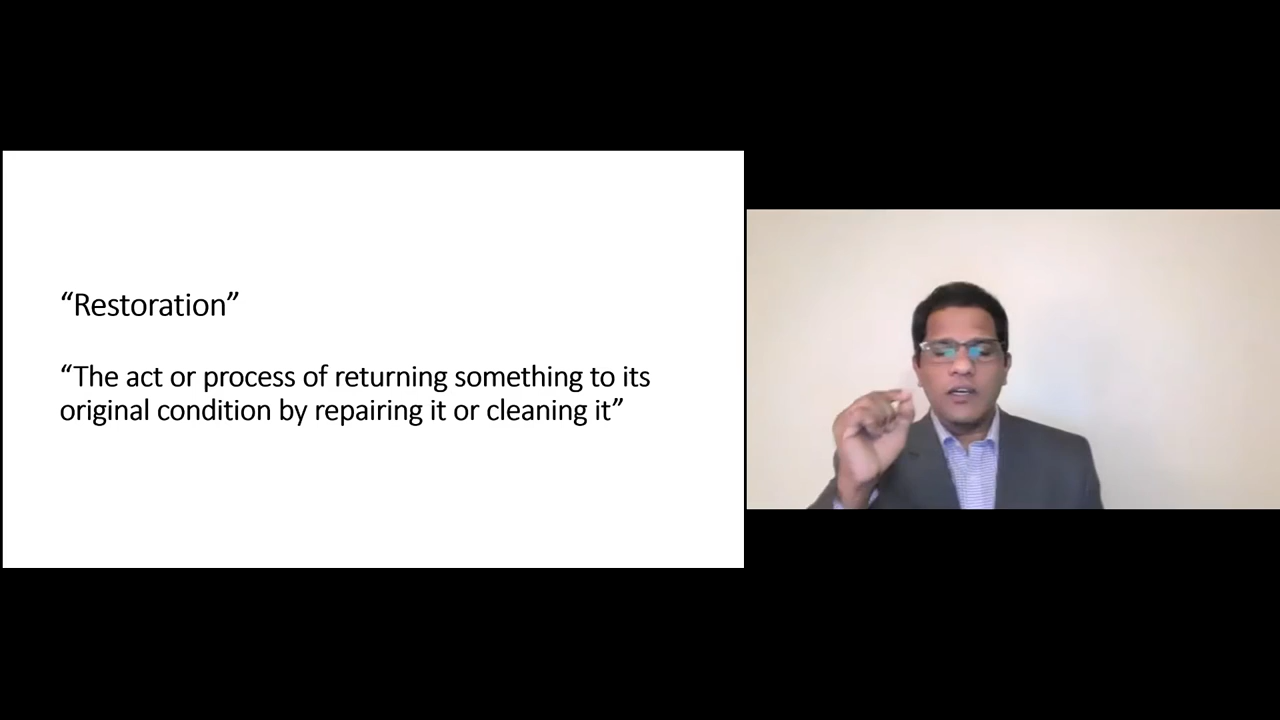 “Restoration”
“The act or process of returning something to its
original condition by repairing it or cleaning it”